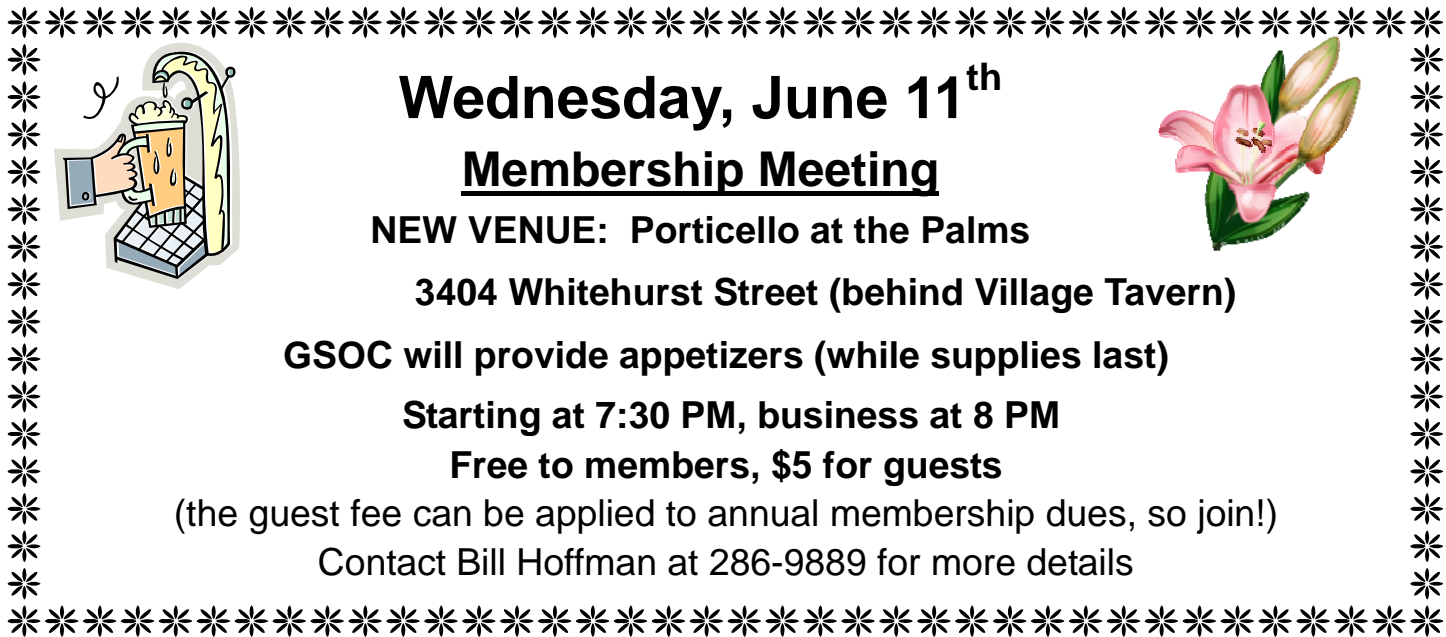 Wednesday, June 11th
Membership Meeting
NEW VENUE: Porticello at the Palms
3404 Whitehurst Street (behind Village Tavern)
GSOC will provide appetizers (while supplies last)
Starting at 7:30 PM, business at 8 PM
Free to members, $5 for guests
(the guest fee can be applied to annual membership dues, so join!)
Contact Bill Hoffman at 286-9889 for more details